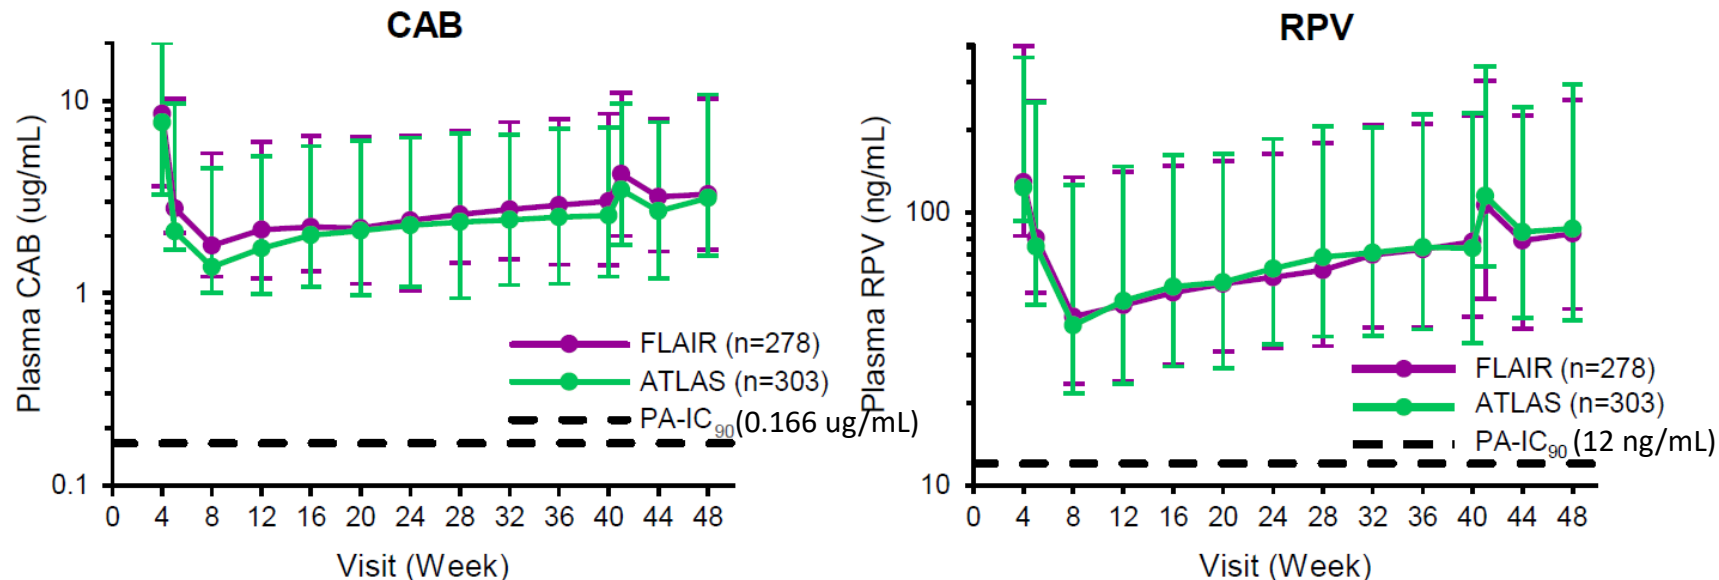 CAB
Plasma CAB (ug/mL)
10
1
0.1
0 4 8 12 16 20 24 28 32 36 40 44 48
Visit (Week)
FLAIR (n=278)
ATLAS (n=303)
PA-IC90 (0.166 ug/mL)
RPV
Plasma RPV (ng/mL)
100
10
0 4 8 12 16 20 24 28 32 36 40 44 48
Visit (Week)
FLAIR (n=278)
ATLAS (n=303)
PA-IC90 (12 ng/mL)